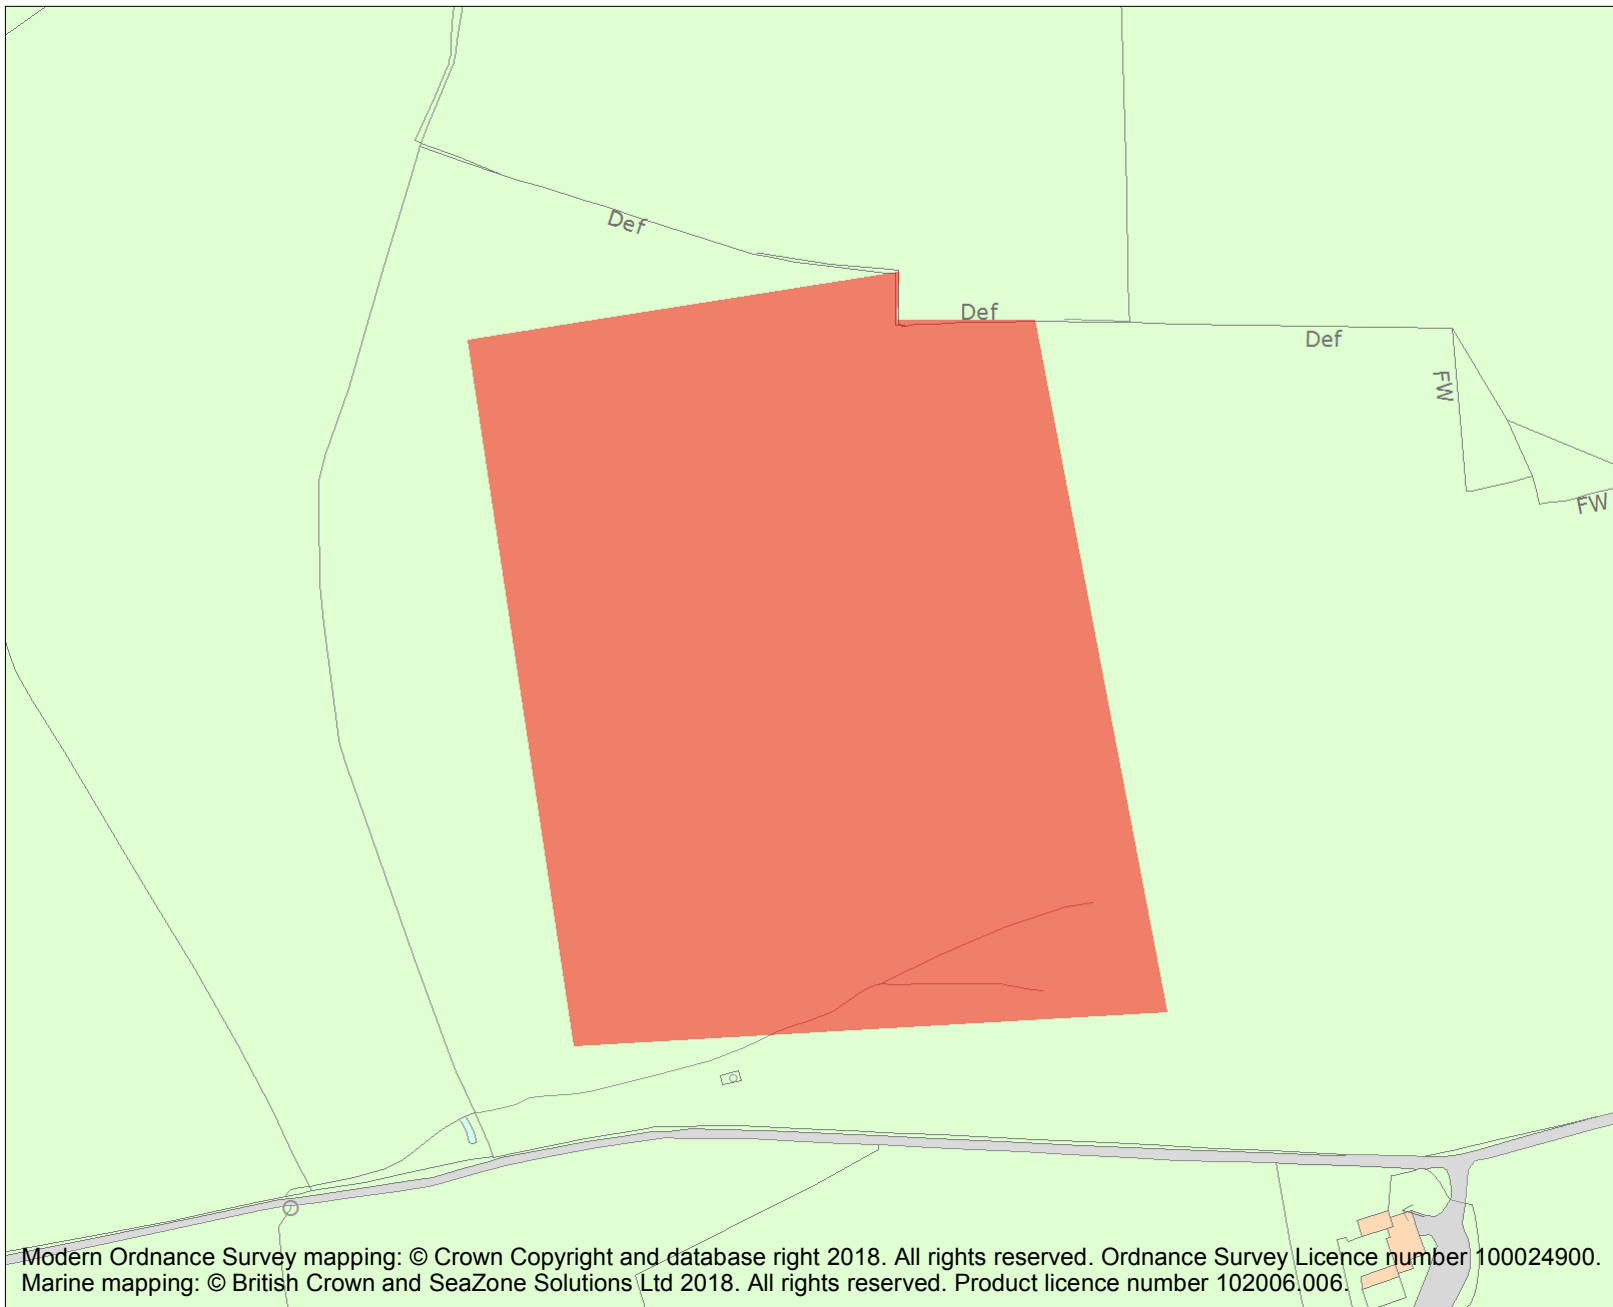 Def
Def
Def
FW
FW
Modern Ordnance Survey mapping: © Crown Copyright and database right 2018. All rights reserved. Ordnance Survey Licence number 100024900.
Marine mapping: © British Crown and SeaZone Solutions Ltd 2018. All rights reserved. Product licence number 102006.006.